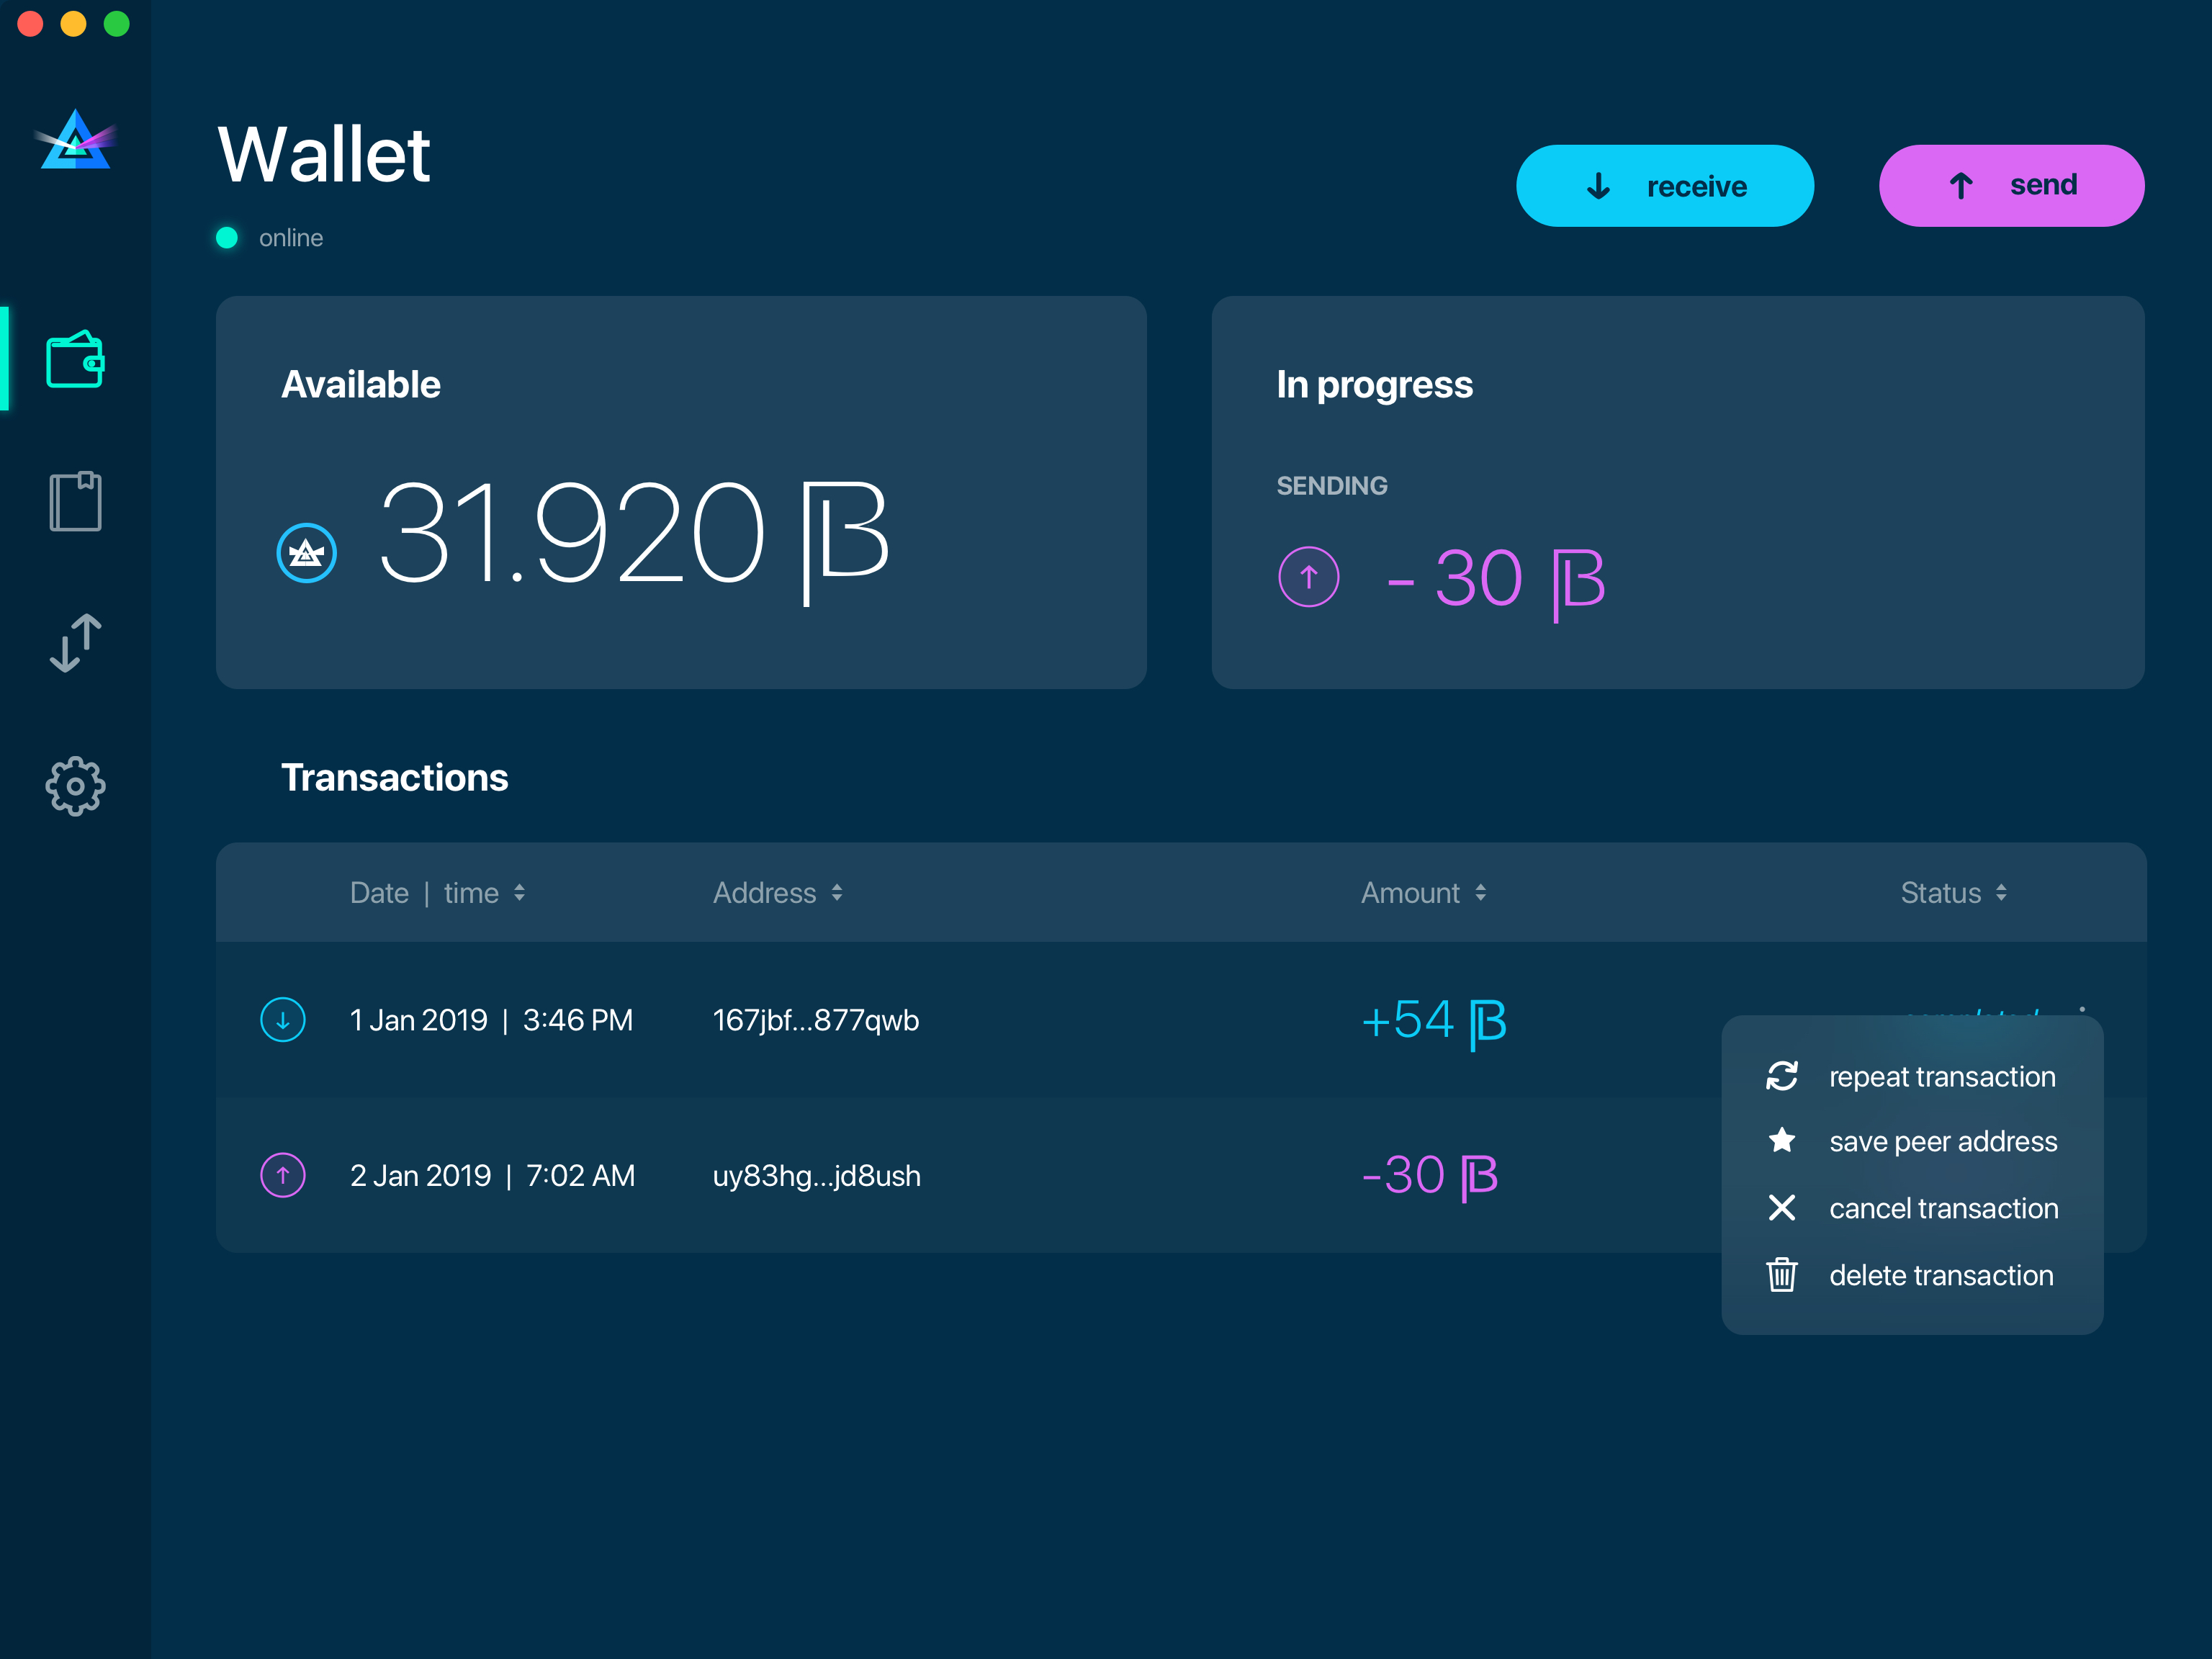 Wallet
online
receive
send
Available
31.920
In progress
SENDING
- 30
Transactions
Date | time
Address
Amount
Status
1 Jan 2019 | 3:46 PM
167jbf...877qwb
+54
2 Jan 2019 | 7:02 AM
uy83hg...jd8ush
-30
repeat transaction
save peer address
cancel transaction
delete transaction